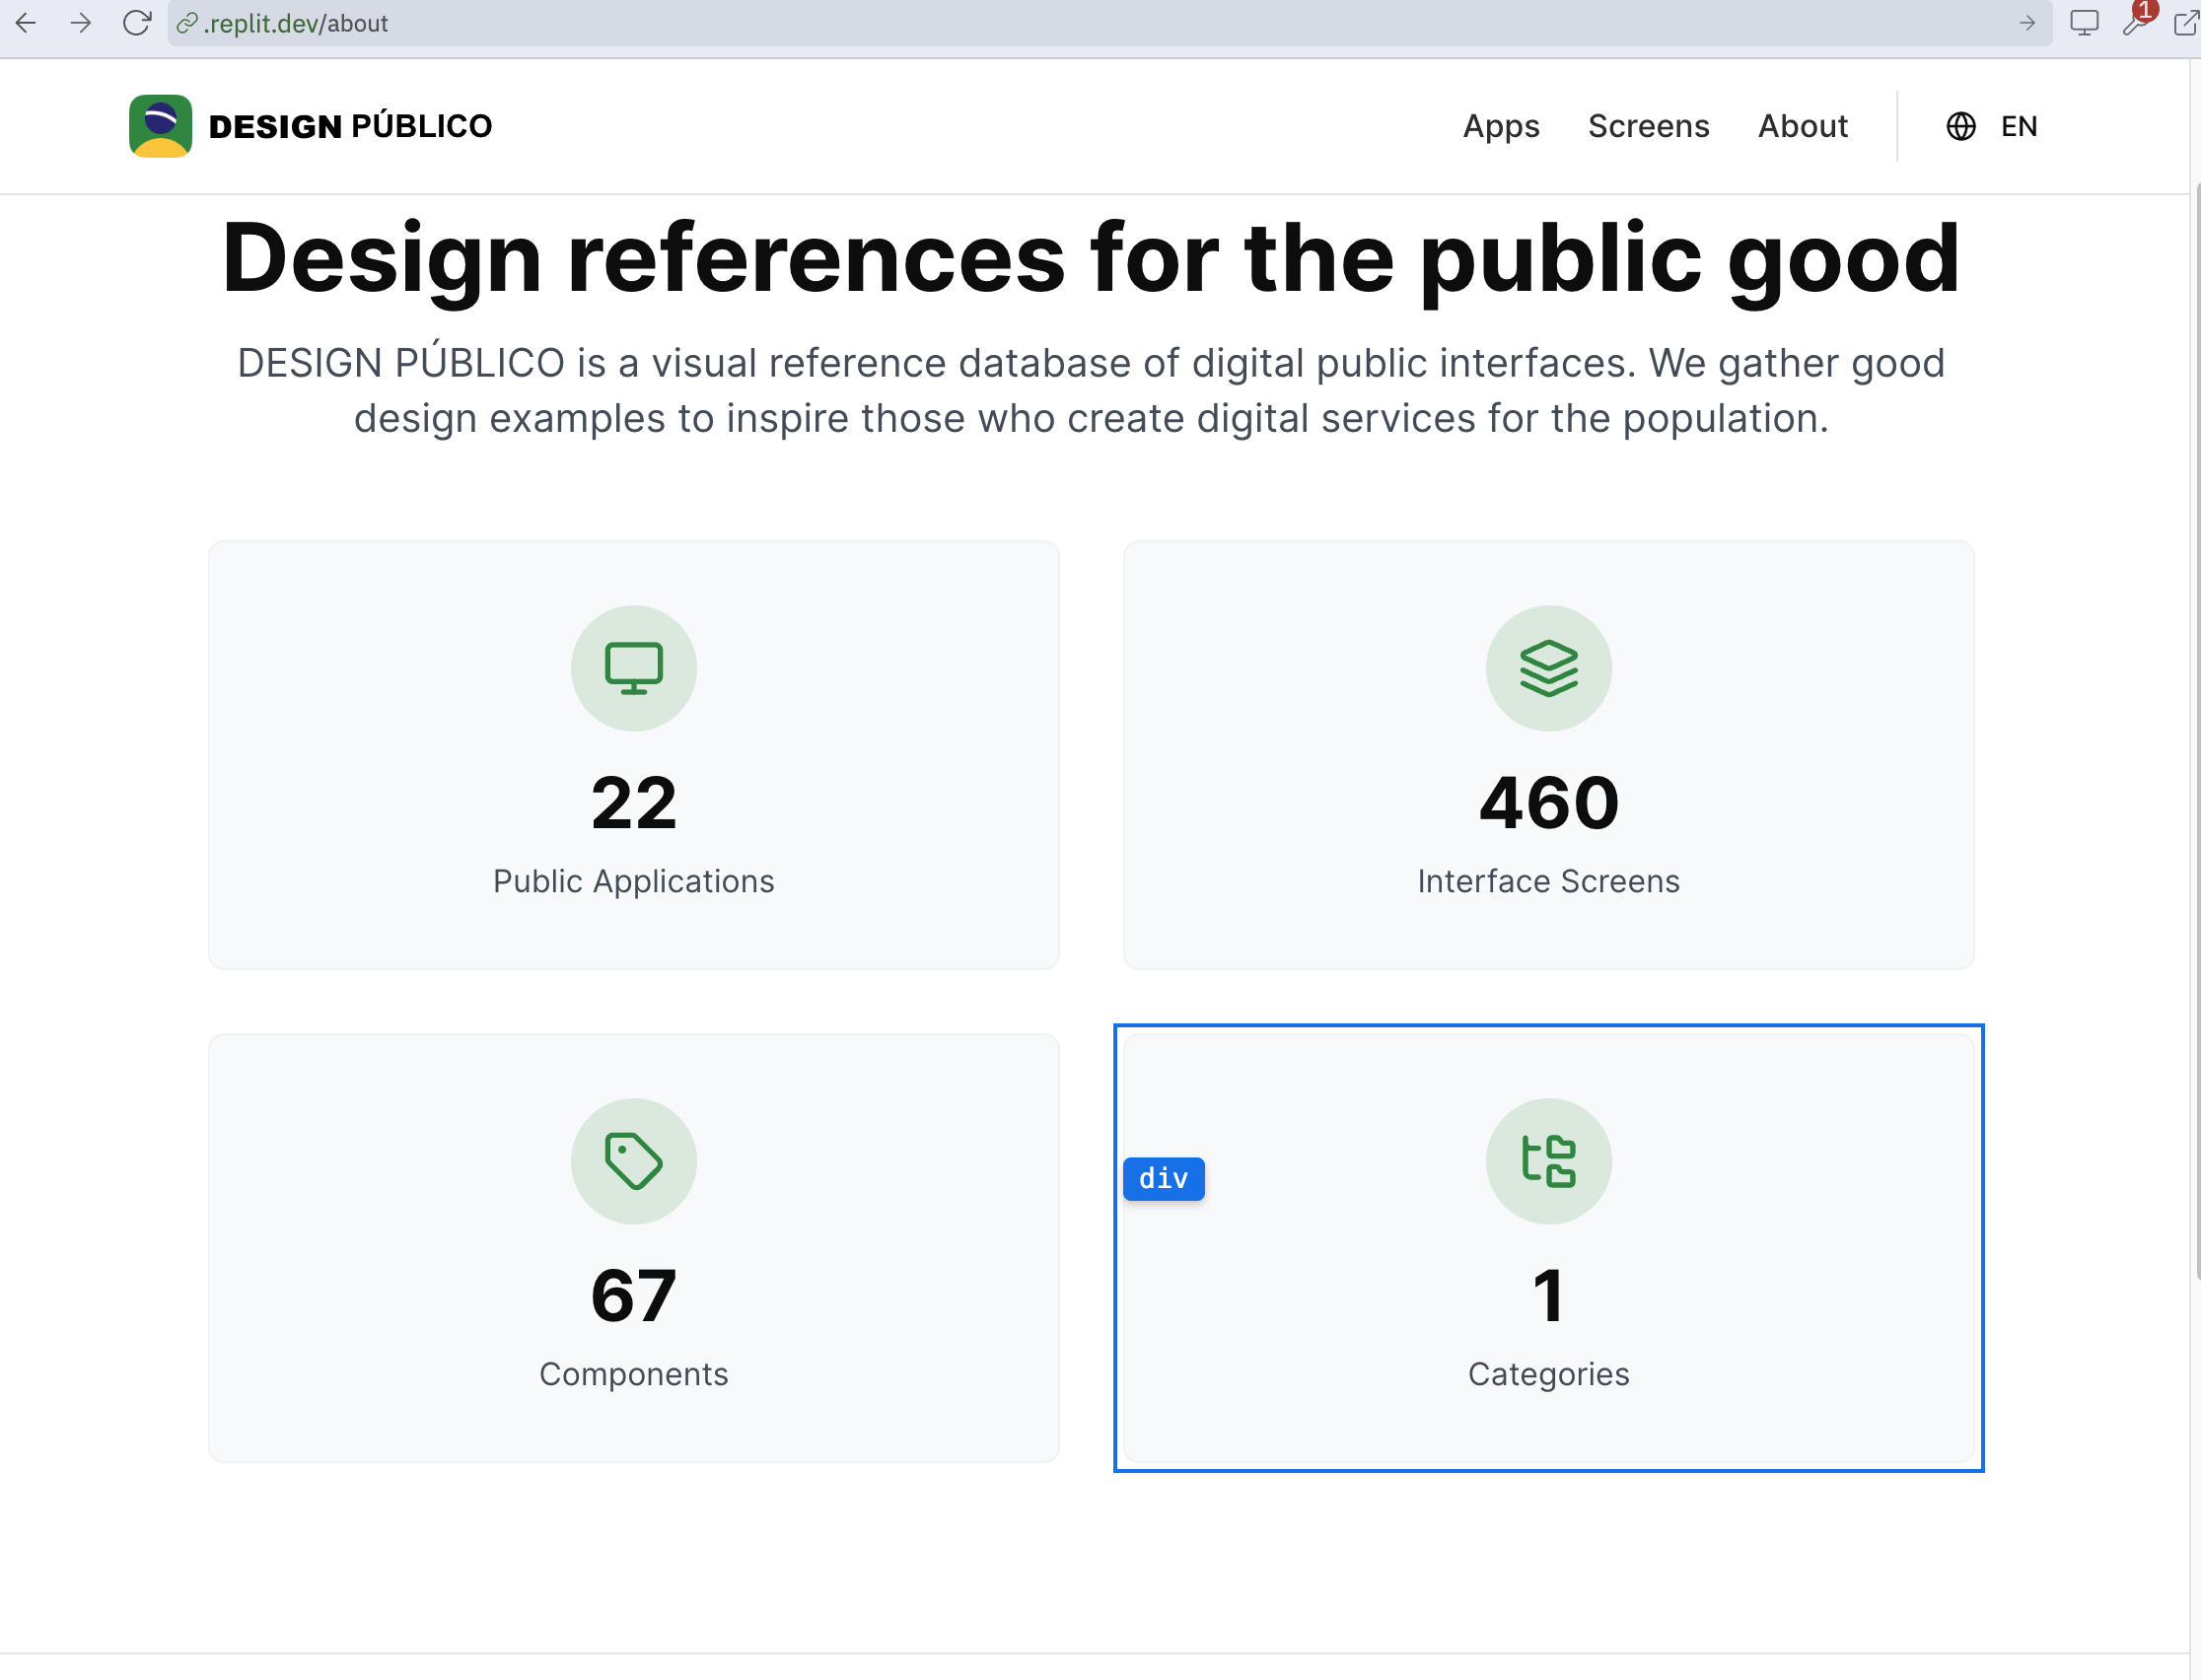 .replit.dev/about
1
DESIGN PÚBLICO
Apps
Screens
About
EN
Design references for the public good
DESIGN PÚBLICO is a visual reference database of digital public interfaces. We gather good
design examples to inspire those who create digital services for the population.
22
Public Applications
460
Interface Screens
67
Components
div
1
Categories